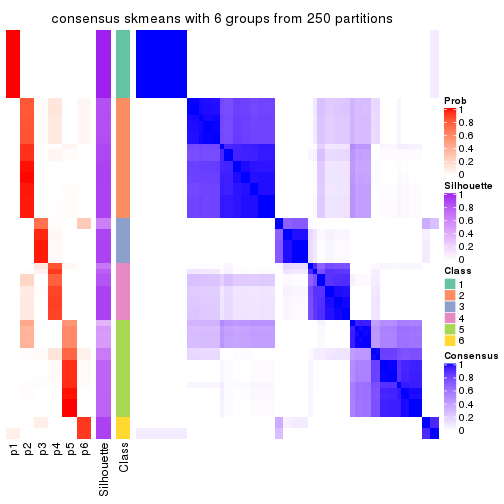 consensus skmeans with 6 groups from 250 partitions
Prob
1
0.8
0.6
0.4
0.2
0
Silhouette
1
0.8
0.6
0.4
0.2
0
Class
1
2
3
4
5
6
Consensus
1
0.8
0.6
0.4
0.2
0
p1
p2
p3
p4
p5
p6
Silhouette
Class